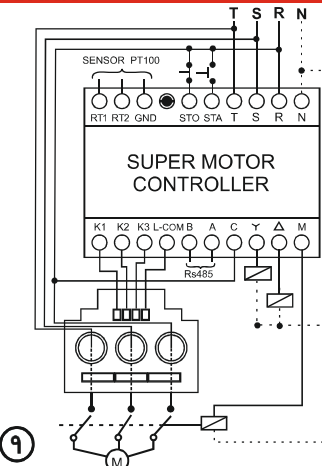 T S R N
SENSOR PT100
RT1 RT2 GND STO STA T S R N
SUPER MOTOR
CONTROLLER
K1 K2 K3 L-COM B A C Y Δ M
Rs485
٩
M